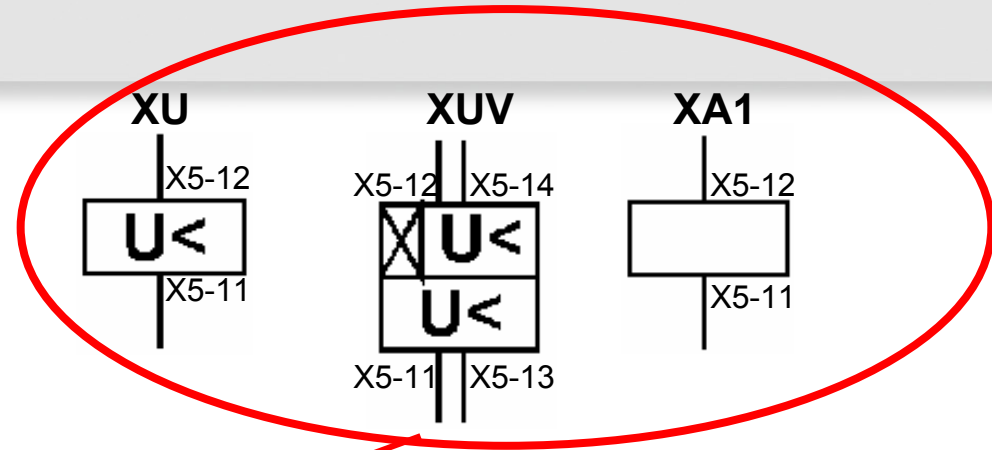 XU XUV XA1
X5-12 X5-12 X5-14 X5-12
U< U<
U<
X5-11 X5-11
X5-11 X5-13